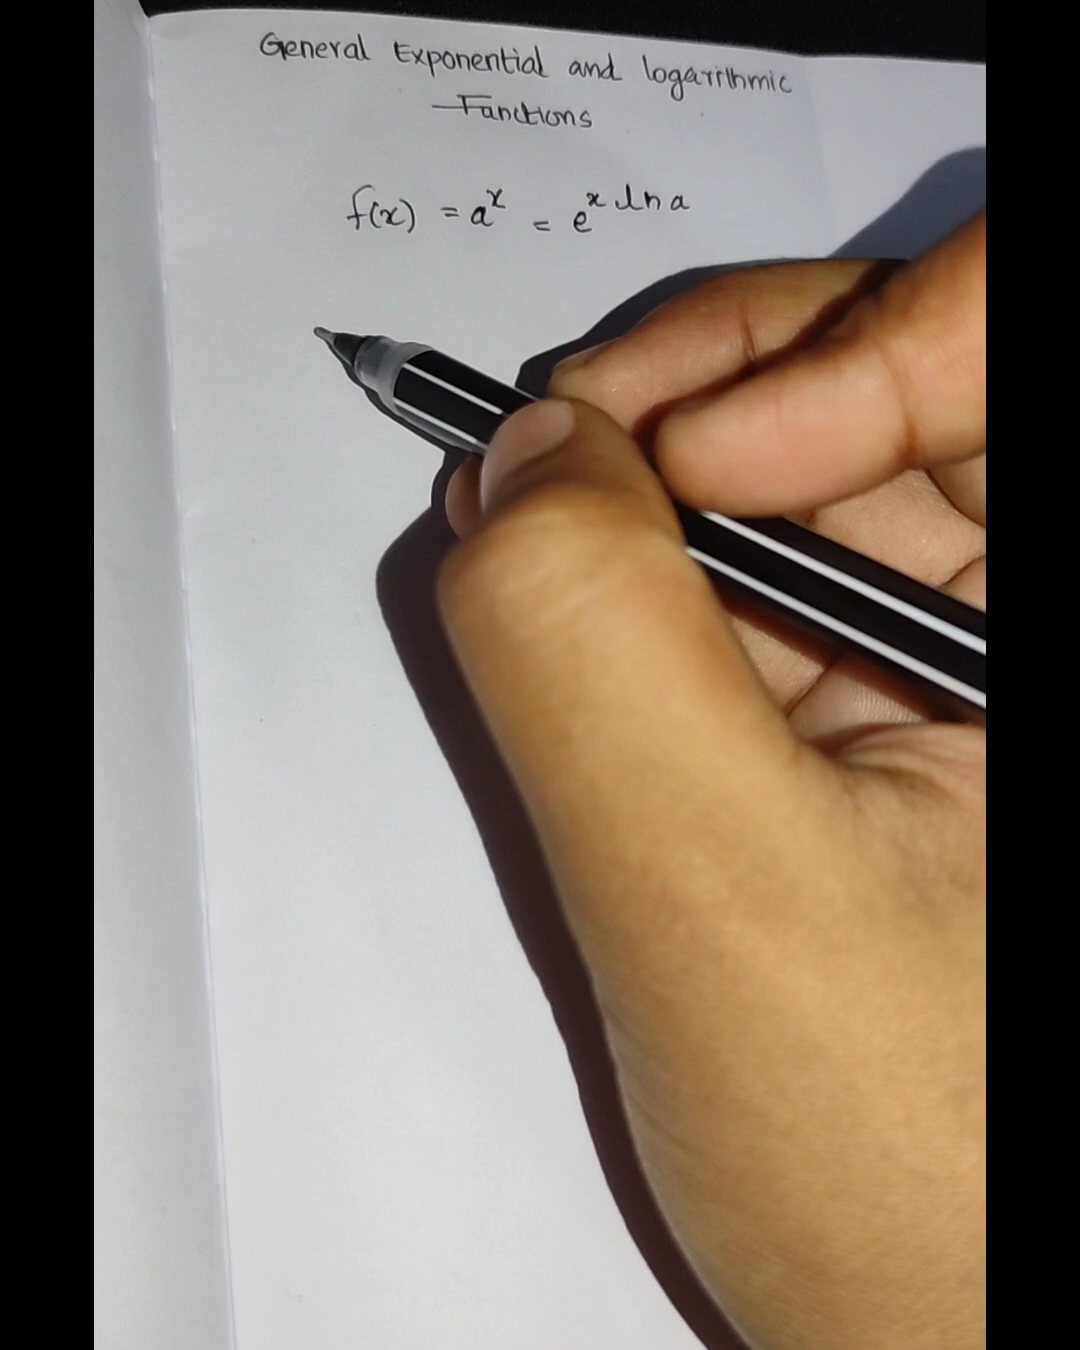 General Exponential and logarithmic
Functions
f(x) = a^x = e^{x ln a}